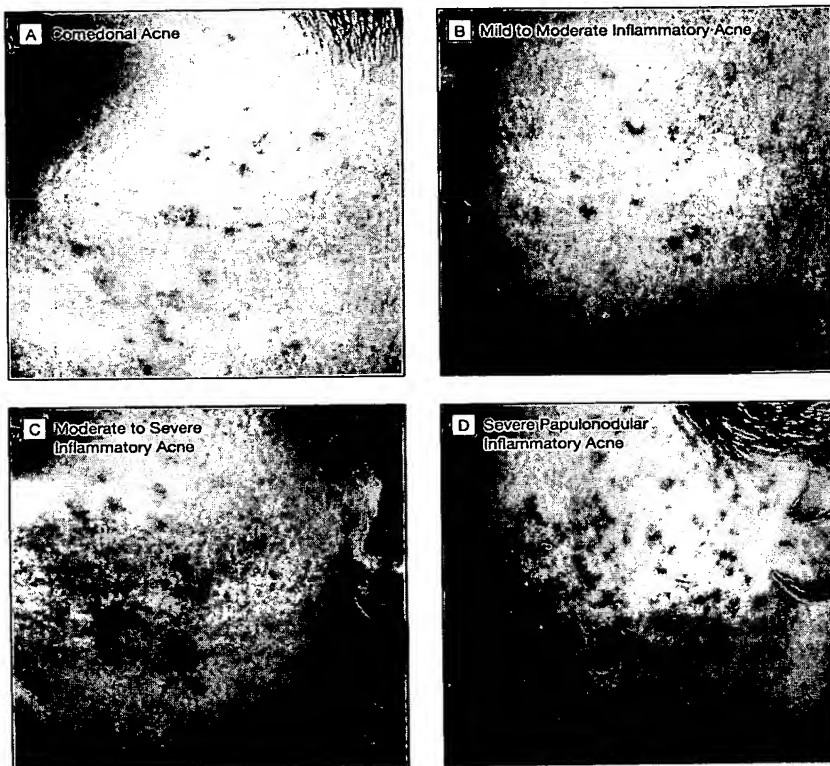 A Comedonal Acne
B Mild to Moderate Inflammatory Acne
C Moderate to Severe
Inflammatory Acne
D Severe Papulonodular
Inflammatory Acne